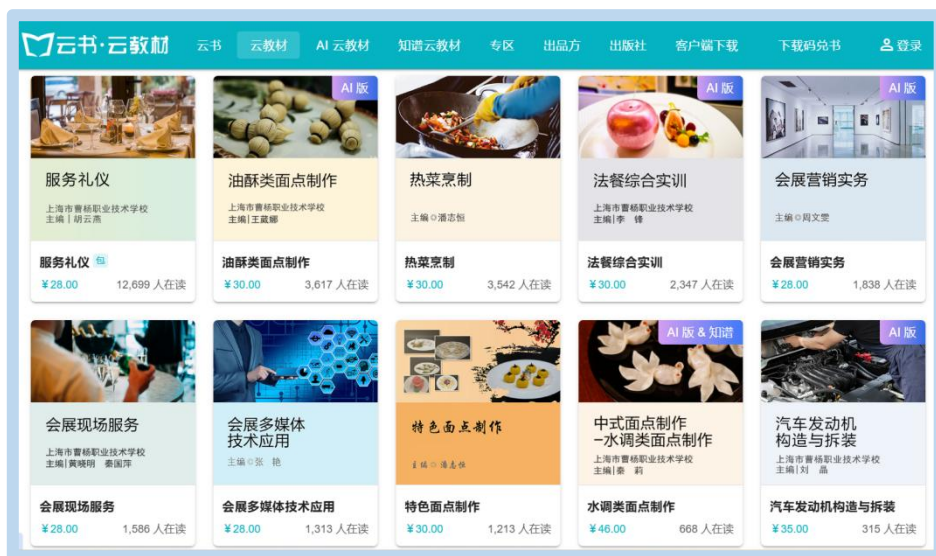 云书·云教材 云书 云教材 AI 云教材 知谱云教材 专区 出品方 出版社 客户端下载 下载码兑书 登录
服务礼仪
上海市曹杨职业技术学校
主编 | 胡云燕
服务礼仪 包
¥28.00 12,699 人在读
AI 版
油酥类面点制作
上海市曹杨职业技术学校
主编|王葳娜
油酥类面点制作
¥30.00 3,617 人在读
热菜烹制
主编○潘志恒
热菜烹制
¥30.00 3,542 人在读
AI 版
法餐综合实训
上海市曹杨职业技术学校
主编|李 锋
法餐综合实训
¥30.00 2,347 人在读
AI 版
会展营销实务
主编○周文雯
会展营销实务
¥28.00 1,838 人在读
会展现场服务
上海市曹杨职业技术学校
主编|黄晓明 秦国萍
会展现场服务
¥28.00 1,586 人在读
会展多媒体
技术应用
主编○张 艳
会展多媒体技术应用
¥28.00 1,313 人在读
特色面点制作
主编○潘志恒
特色面点制作
¥30.00 1,213 人在读
AI 版 & 知谱
中式面点制作
–水调类面点制作
上海市曹杨职业技术学校
主编|秦 莉
水调类面点制作
¥46.00 668 人在读
AI 版
汽车发动机
构造与拆装
上海市曹杨职业技术学校
主编|刘 晶
汽车发动机构造与拆装
¥35.00 315 人在读